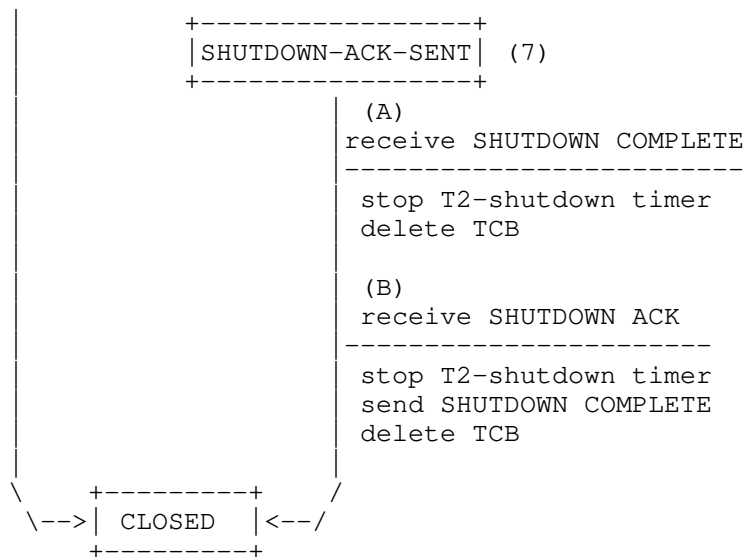 SHUTDOWN-ACK-SENT (7)
(A)
receive SHUTDOWN COMPLETE
stop T2-shutdown timer
delete TCB
(B)
receive SHUTDOWN ACK
stop T2-shutdown timer
send SHUTDOWN COMPLETE
delete TCB
CLOSED